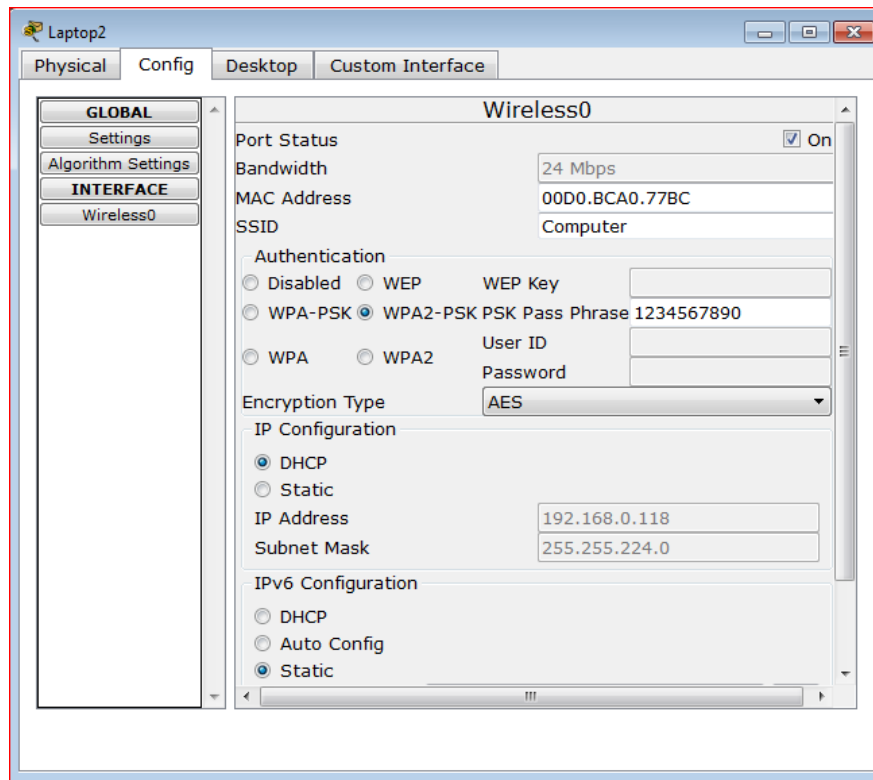 Laptop2
Physical Config Desktop Custom Interface
GLOBAL
Settings
Algorithm Settings
INTERFACE
Wireless0
Wireless0
Port Status On
Bandwidth 24 Mbps
MAC Address 00D0.BCA0.77BC
SSID Computer
Authentication
Disabled WEP WEP Key
WPA-PSK WPA2-PSK PSK Pass Phrase 1234567890
User ID
WPA WPA2
Password
Encryption Type AES
IP Configuration
DHCP
Static
IP Address 192.168.0.118
Subnet Mask 255.255.224.0
IPv6 Configuration
DHCP
Auto Config
Static